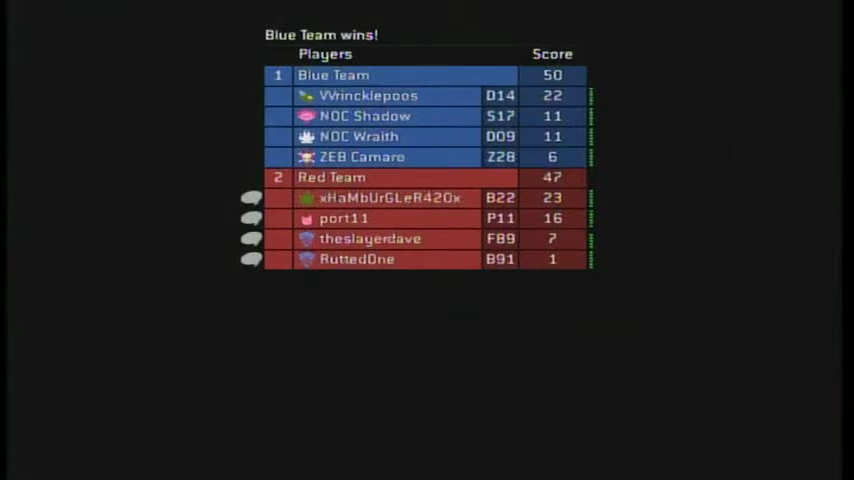 Blue Team wins!
Players Score
1 Blue Team 50
VVrincklepoos D14 22
NOC Shadow S17 11
NOC Wraith D09 11
ZEB Camaro Z28 6
2 Red Team 47
xHaMbUrGLeR420x B22 23
port11 P11 16
theslayerdave F89 7
RuttedOne B91 1